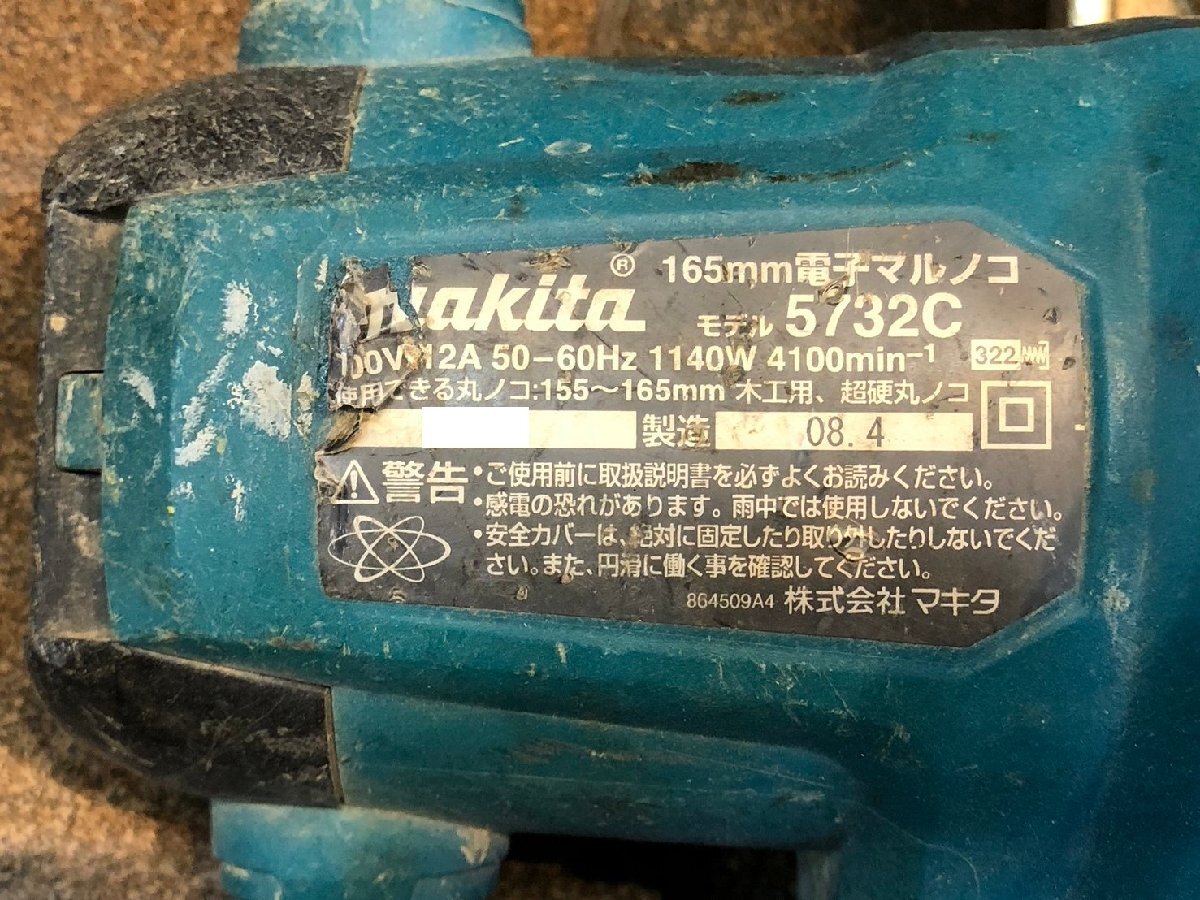 makita® 165mm電子マルノコ
モデル 5732C
100V 12A 50-60Hz 1140W 4100min⁻¹ 322
使用できる丸ノコ:155～165mm 木工用、超硬丸ノコ
製造 08.4
⚠警告 •ご使用前に取扱説明書を必ずよくお読みください。
•感電の恐れがあります。雨中では使用しないでください。
•安全カバーは、絶対に固定したり取り外したりしないでくだ
さい。また、円滑に働く事を確認してください。
864509A4 株式会社 マキタ